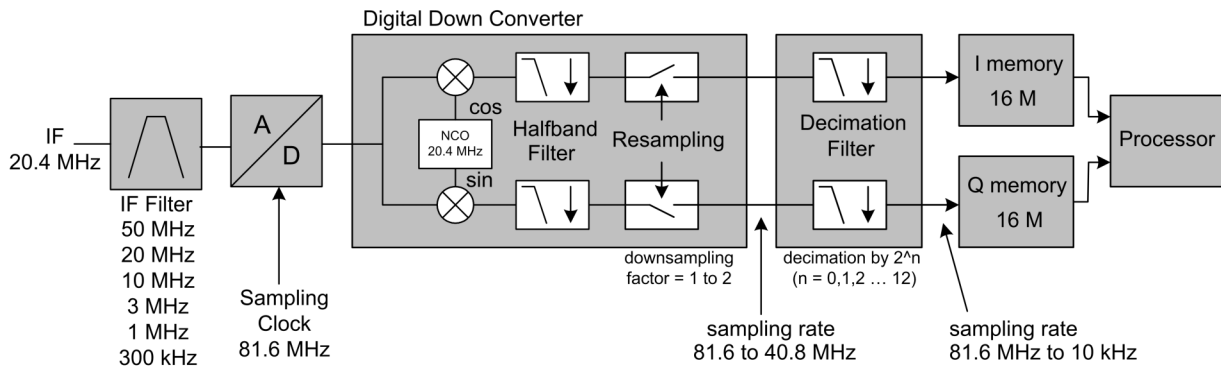 Digital Down Converter
IF
20.4 MHz
IF Filter
50 MHz
20 MHz
10 MHz
3 MHz
1 MHz
300 kHz
A
D
Sampling
Clock
81.6 MHz
cos
NCO
20.4 MHz
sin
Halfband
Filter
Resampling
downsampling
factor = 1 to 2
sampling rate
81.6 to 40.8 MHz
Decimation
Filter
decimation by 2^n
(n = 0,1,2 ... 12)
sampling rate
81.6 MHz to 10 kHz
I memory
16 M
Q memory
16 M
Processor